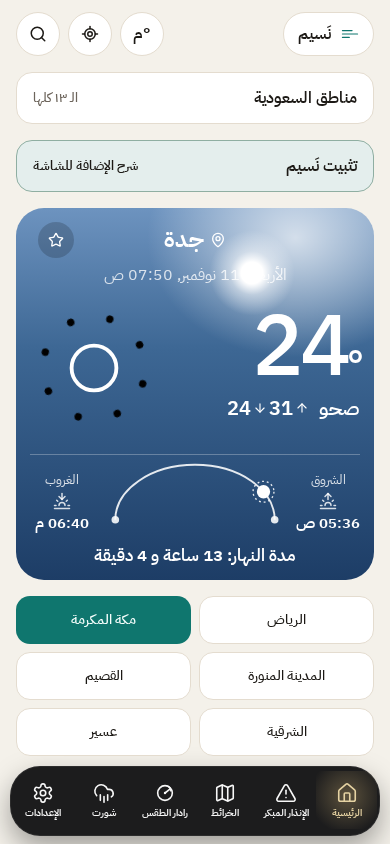 نَسيم
°م
مناطق السعودية
الـ ١٣ كلها
تثبيت نَسيم
شرح الإضافة للشاشة
جدة
11 نوفمبر, 07:50 ص
24°
صحو ↑31 ↓24
الشروق
05:36 ص
الغروب
06:40 م
مدة النهار: 13 ساعة و 4 دقيقة
الرياض
مكة المكرمة
المدينة المنورة
القصيم
الشرقية
عسير
الرئيسية
الإنذار المبكر
الخرائط
رادار الطقس
شورت
الإعدادات